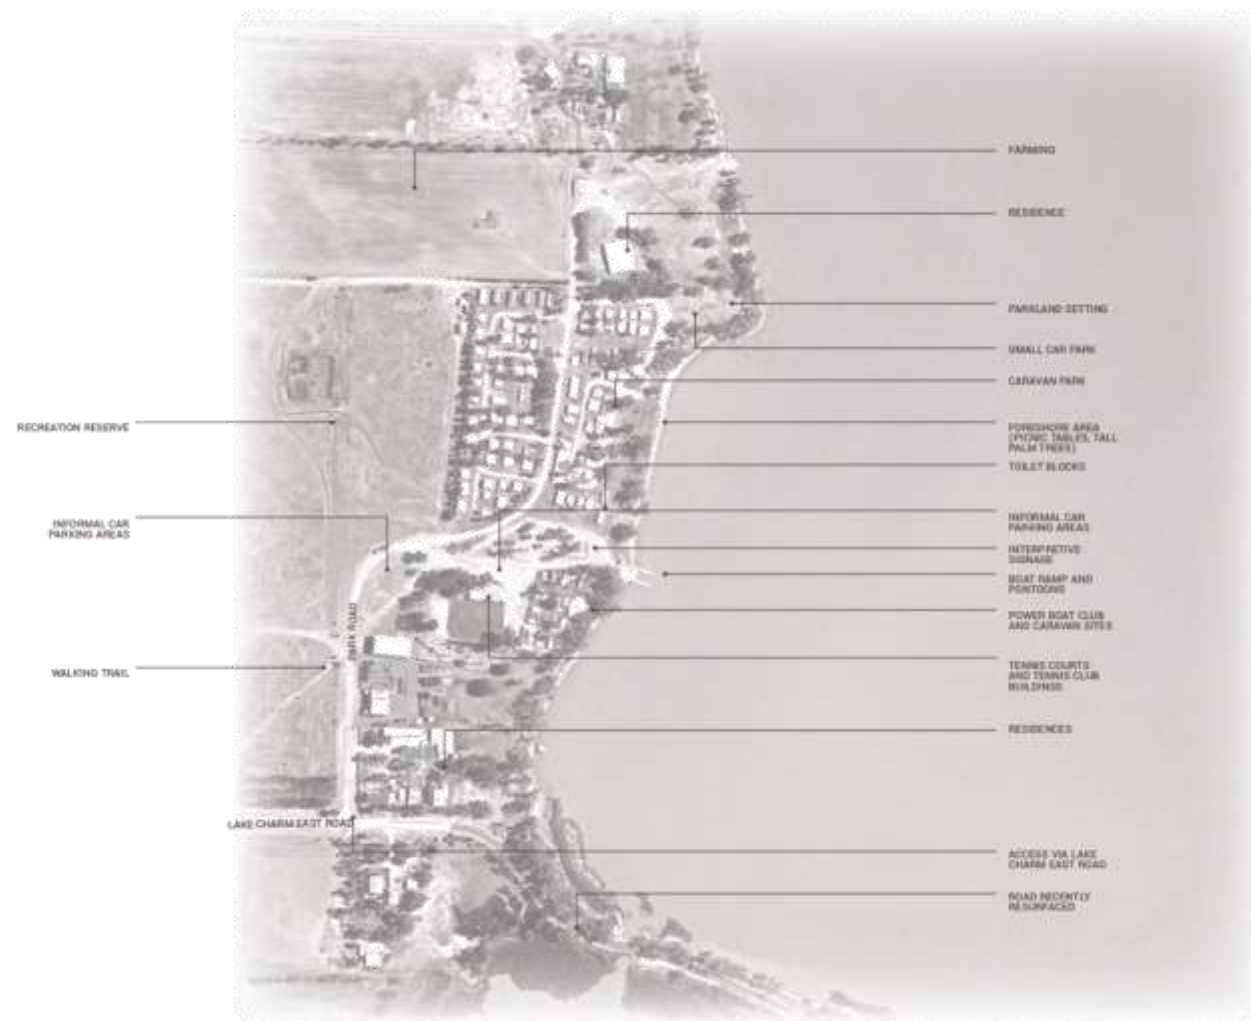 FARMING
RESIDENCE
PARKLAND SETTING
SMALL CAR PARK
CARAVAN PARK
RECREATION RESERVE
FORESHORE AREA
(PICNIC TABLES, TALL
PALM TREES)
TOILET BLOCKS
INFORMAL CAR
PARKING AREAS
INFORMAL CAR
PARKING AREAS
INTERPRETIVE
SIGNAGE
BOAT RAMP AND
PONTOONS
POWER BOAT CLUB
AND CARAVAN SITES
PARK ROAD
WALKING TRAIL
TENNIS COURTS
AND TENNIS CLUB
BUILDINGS
RESIDENCES
LAKE CHARM EAST ROAD
ACCESS VIA LAKE
CHARM EAST ROAD
ROAD RECENTLY
RESURFACED